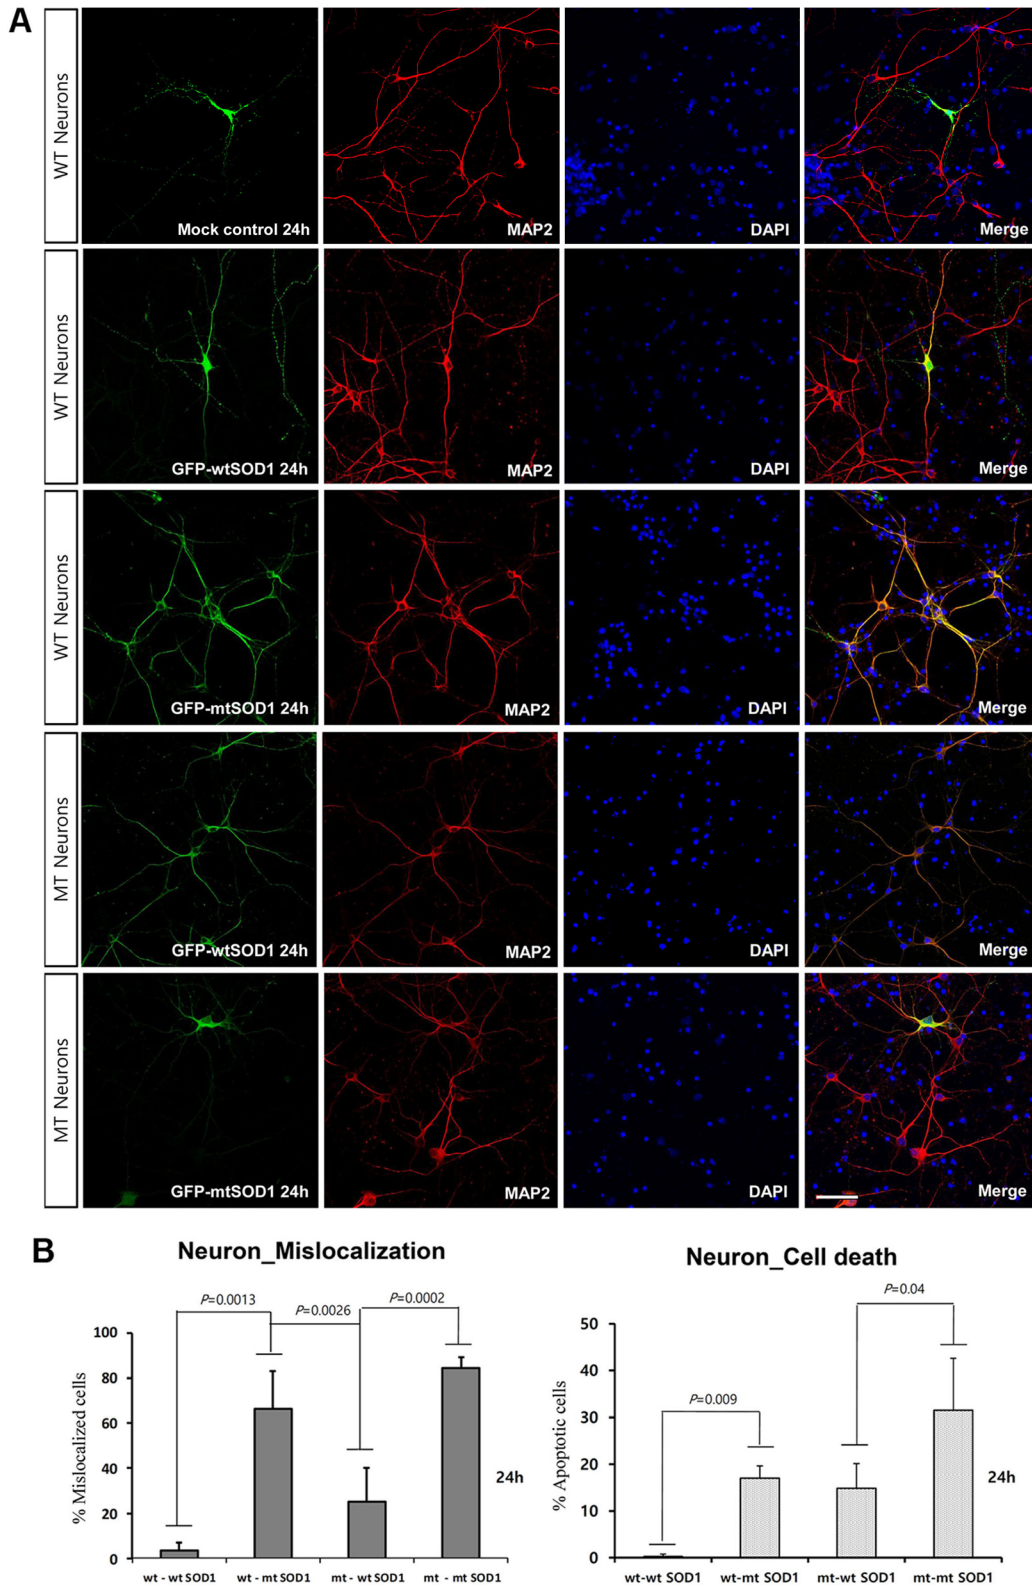 A
WT Neurons
Mock control 24h
MAP2
DAPI
Merge
WT Neurons
GFP-wtSOD1 24h
MAP2
DAPI
Merge
WT Neurons
GFP-mtSOD1 24h
MAP2
DAPI
Merge
MT Neurons
GFP-wtSOD1 24h
MAP2
DAPI
Merge
MT Neurons
GFP-mtSOD1 24h
MAP2
DAPI
Merge
B
Neuron_Mislocalization
P=0.0013
P=0.0026
P=0.0002
% Mislocalized cells
100
80
60
40
20
0
24h
wt - wt SOD1
wt - mt SOD1
mt - wt SOD1
mt - mt SOD1
Neuron_Cell death
P=0.04
P=0.009
% Apoptotic cells
50
40
30
20
10
0
24h
wt-wt SOD1
wt-mt SOD1
mt-wt SOD1
mt-mt SOD1